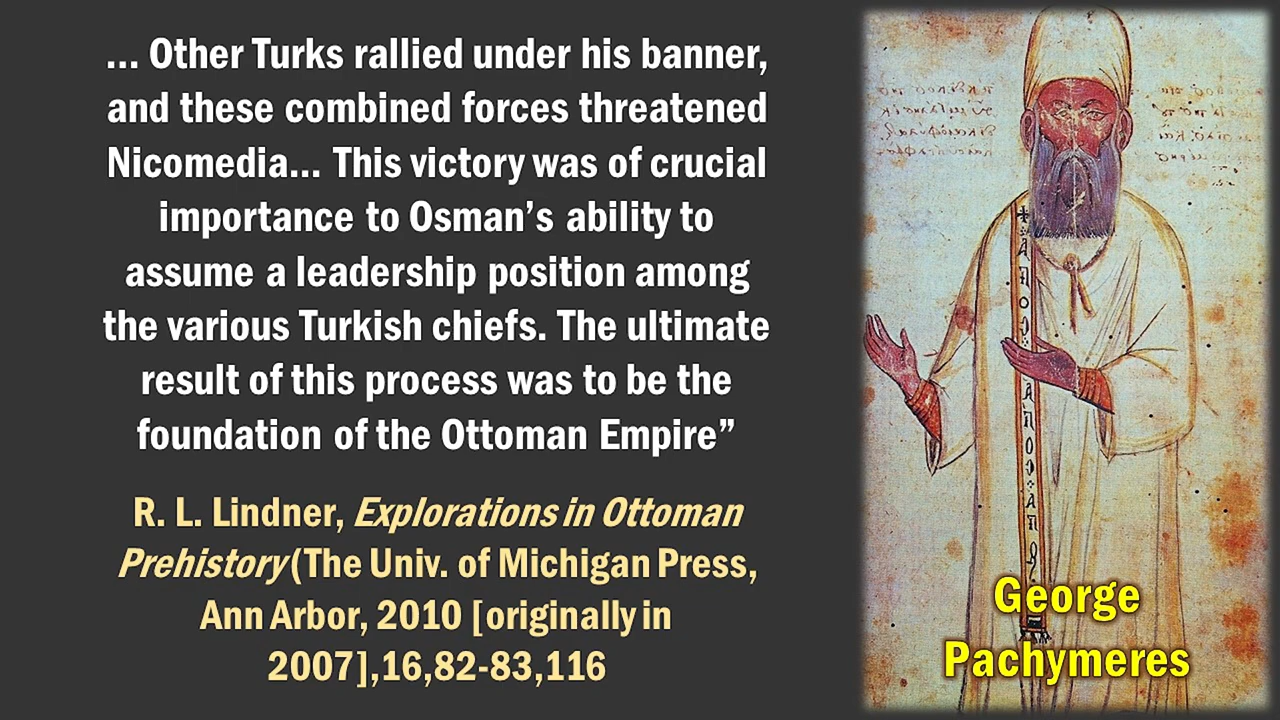 ... Other Turks rallied under his banner,
and these combined forces threatened
Nicomedia... This victory was of crucial
importance to Osman’s ability to
assume a leadership position among
the various Turkish chiefs. The ultimate
result of this process was to be the
foundation of the Ottoman Empire”
R. L. Lindner, Explorations in Ottoman
Prehistory(The Univ. of Michigan Press,
Ann Arbor, 2010 [originally in
2007],16,82-83,116
George
Pachymeres